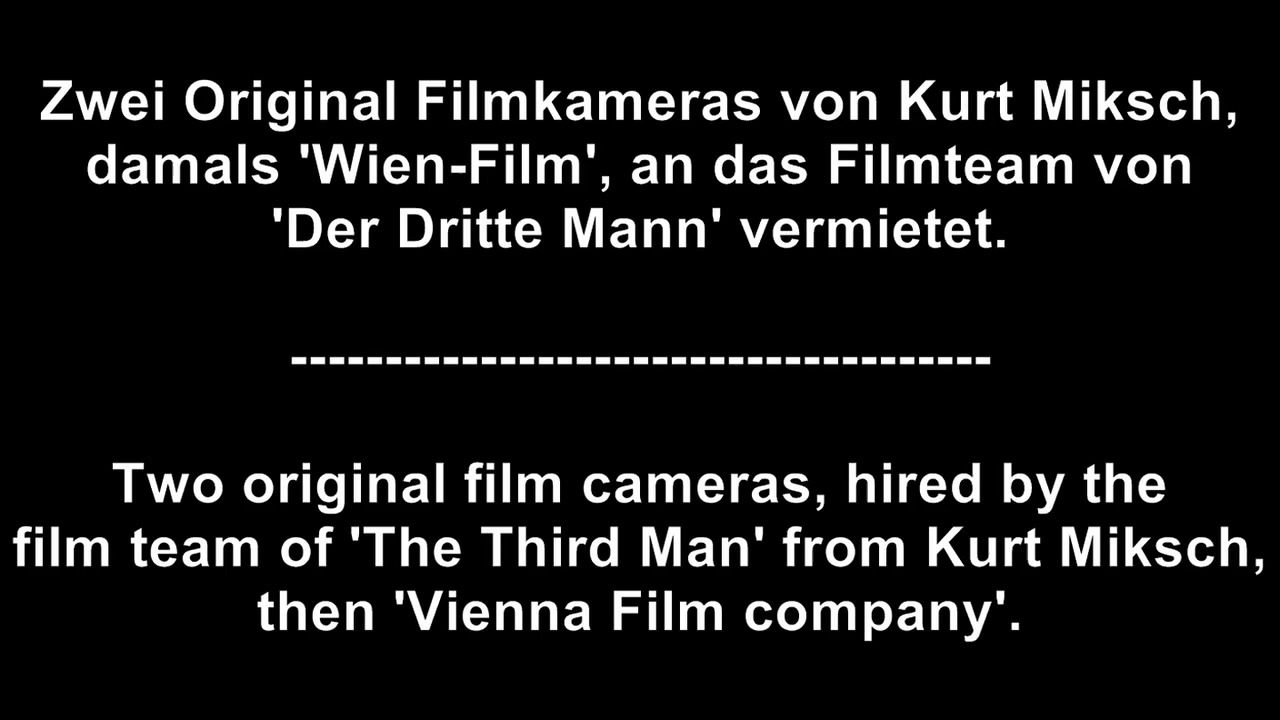 Zwei Original Filmkameras von Kurt Miksch,
damals 'Wien-Film', an das Filmteam von
'Der Dritte Mann' vermietet.
-------------------------------------
Two original film cameras, hired by the
film team of 'The Third Man' from Kurt Miksch,
then 'Vienna Film company'.